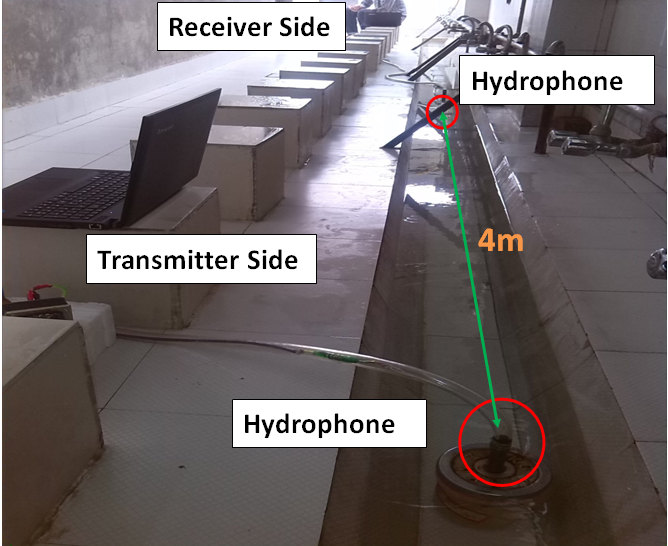 Receiver Side
Hydrophone
4m
Transmitter Side
Hydrophone